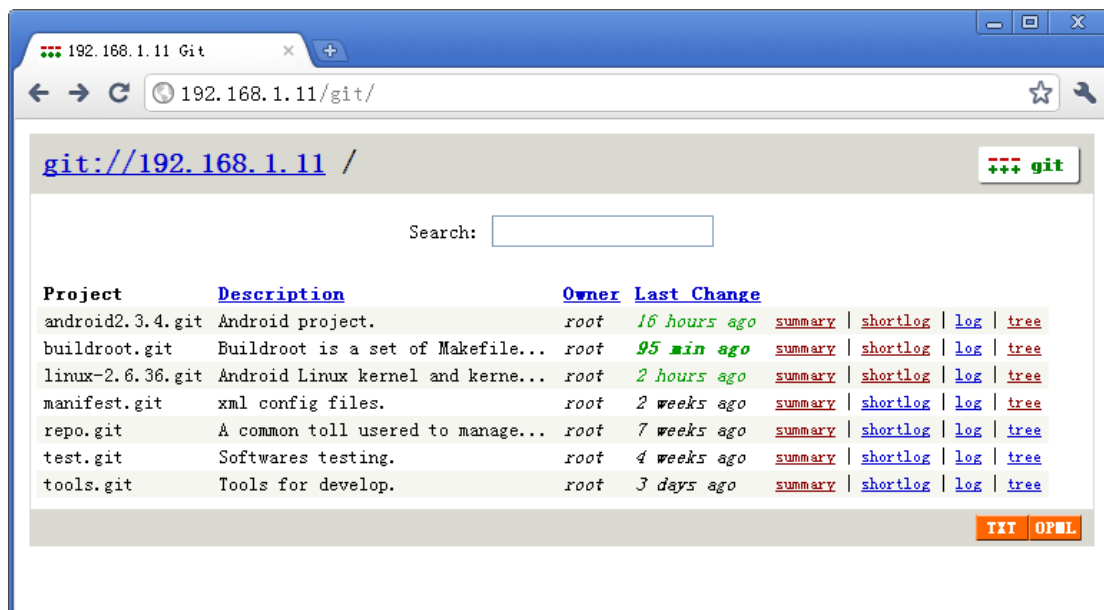 192.168.1.11 Git
192.168.1.11/git/
git://192.168.1.11 /
git
Search:
Project Description Owner Last Change
android2.3.4.git Android project. root 16 hours ago summary | shortlog | log | tree
buildroot.git Buildroot is a set of Makefile... root 95 min ago summary | shortlog | log | tree
linux-2.6.36.git Android Linux kernel and kerne... root 2 hours ago summary | shortlog | log | tree
manifest.git xml config files. root 2 weeks ago summary | shortlog | log | tree
repo.git A common toll usered to manage... root 7 weeks ago summary | shortlog | log | tree
test.git Softwares testing. root 4 weeks ago summary | shortlog | log | tree
tools.git Tools for develop. root 3 days ago summary | shortlog | log | tree
TXT OPML